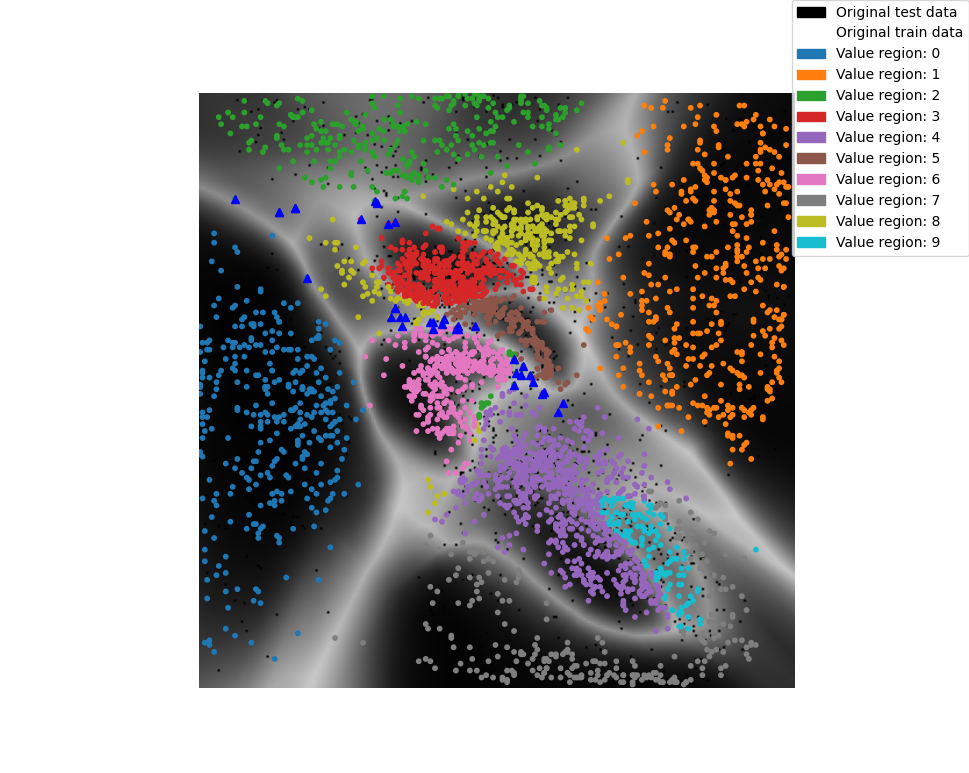 Original test data
Original train data
Value region: 0
Value region: 1
Value region: 2
Value region: 3
Value region: 4
Value region: 5
Value region: 6
Value region: 7
Value region: 8
Value region: 9